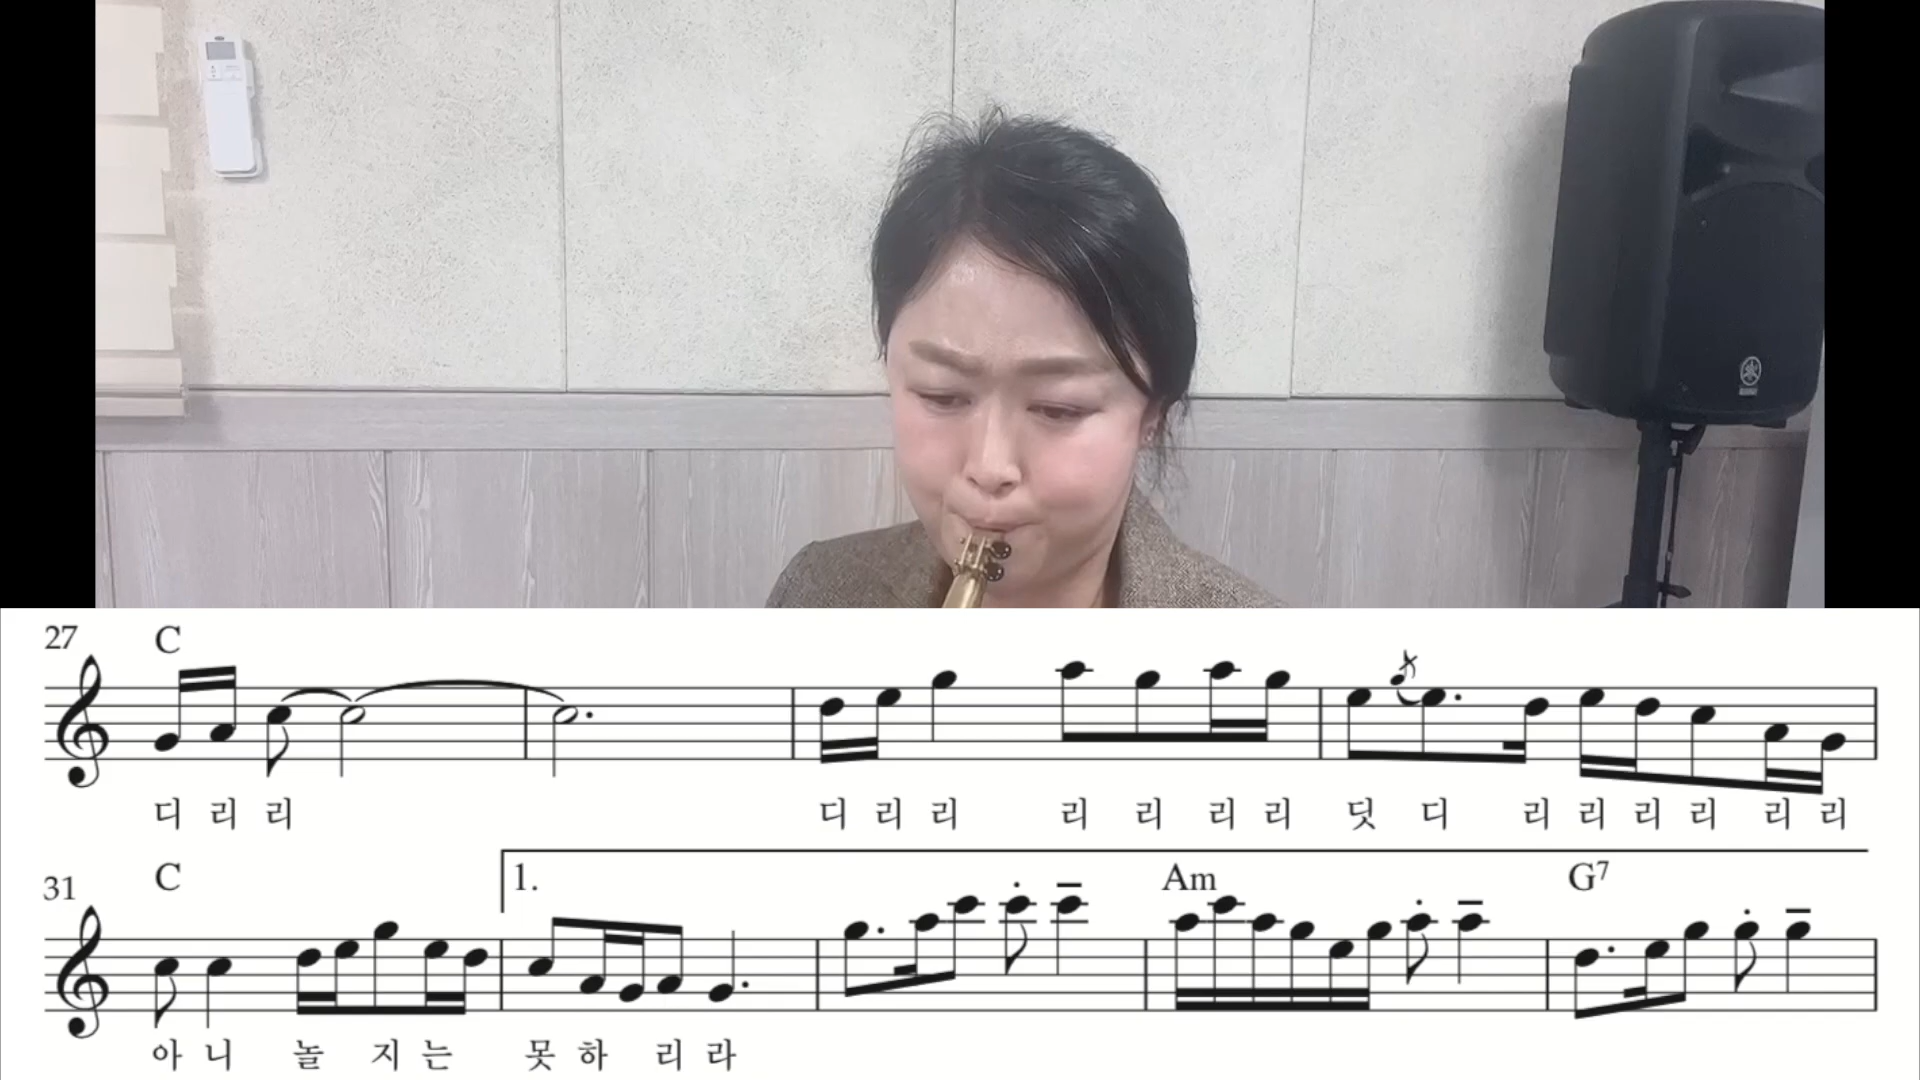 27 C
디 리 리 디 리 리 리 리 리 리 딧 디 리 리 리 리 리 리
31 C 1. Am G7
아 니 놀 지 는 못 하 리 라